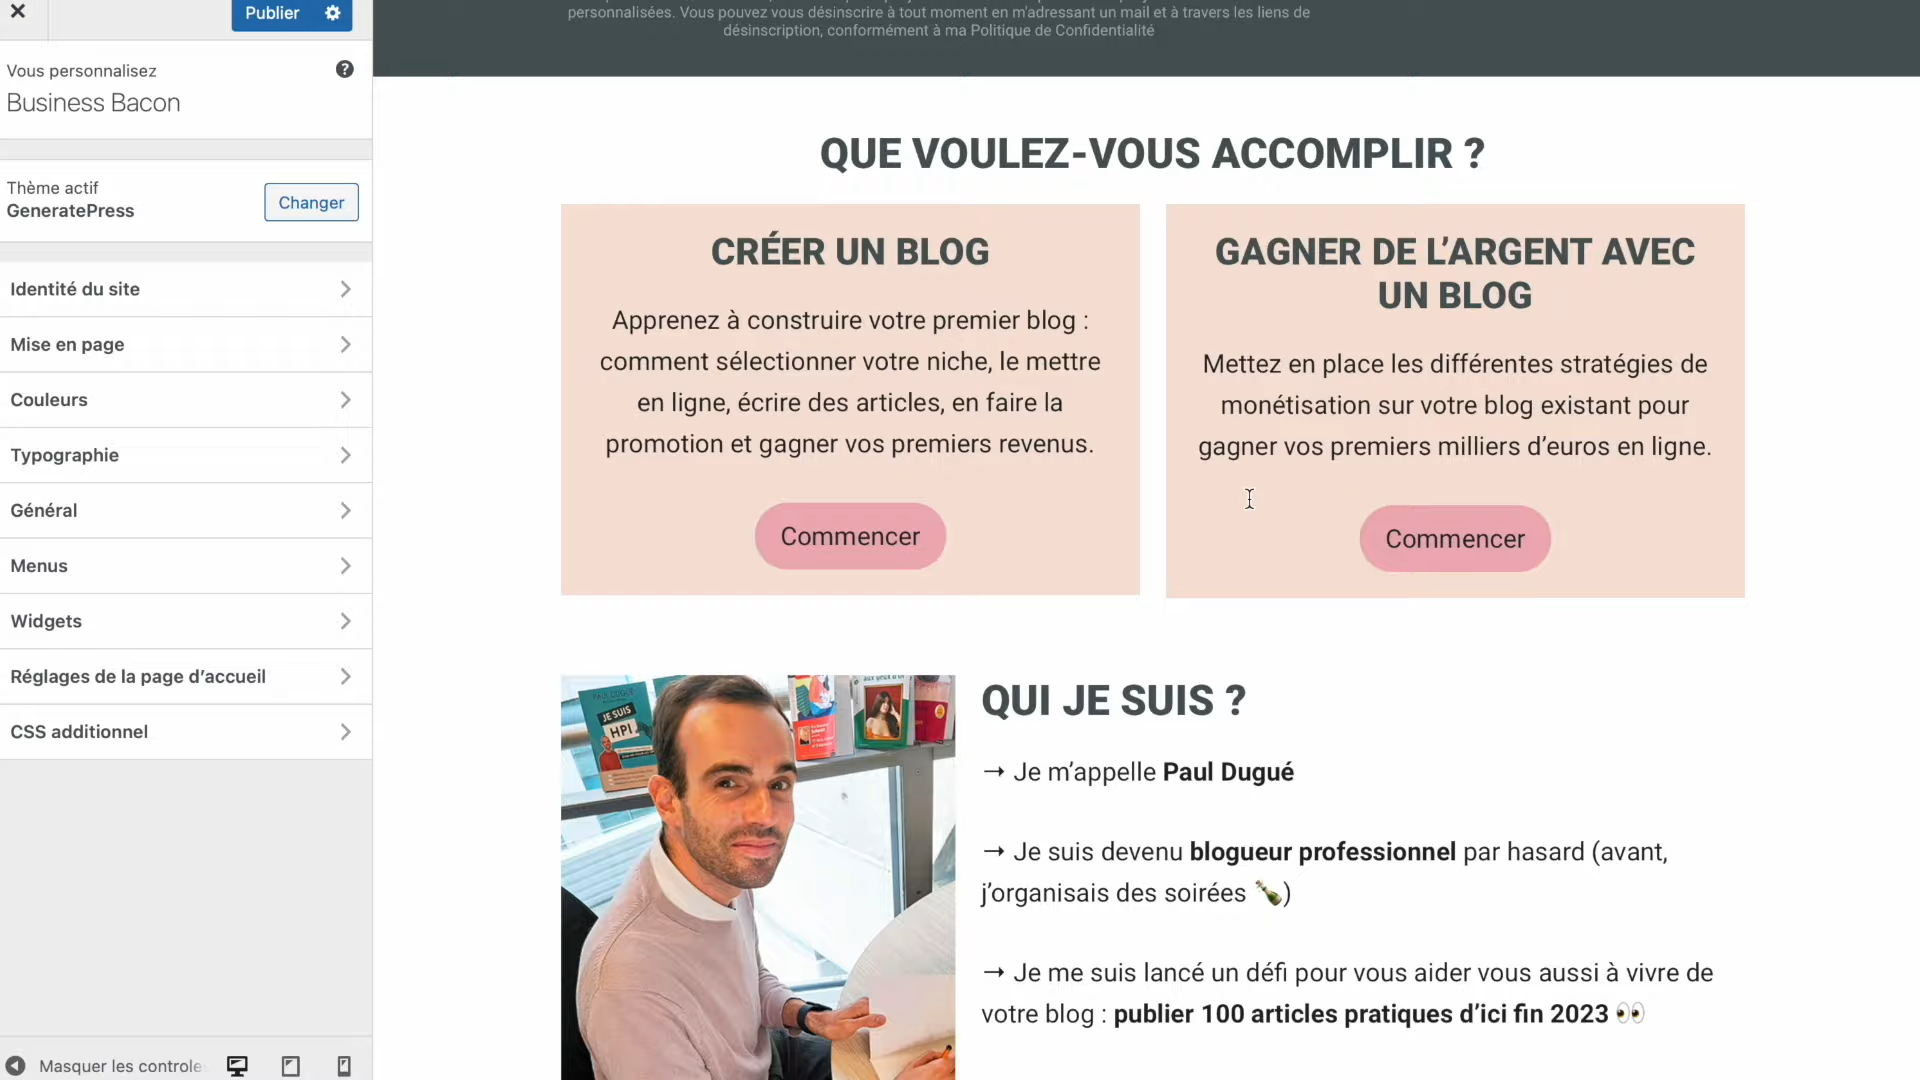 Publier
Vous personnalisez
Business Bacon
Thème actif
GeneratePress
Changer
Identité du site
Mise en page
Couleurs
Typographie
Général
Menus
Widgets
Réglages de la page d’accueil
CSS additionnel
Masquer les controle
personnalisées. Vous pouvez vous désinscrire à tout moment en m’adressant un mail et à travers les liens de
désinscription, conformément à ma Politique de Confidentialité
QUE VOULEZ-VOUS ACCOMPLIR ?
CRÉER UN BLOG
Apprenez à construire votre premier blog :
comment sélectionner votre niche, le mettre
en ligne, écrire des articles, en faire la
promotion et gagner vos premiers revenus.
Commencer
GAGNER DE L’ARGENT AVEC
UN BLOG
Mettez en place les différentes stratégies de
monétisation sur votre blog existant pour
gagner vos premiers milliers d’euros en ligne.
Commencer
PAUL DUGUÉ
JE SUIS
HPI
QUI JE SUIS ?
→ Je m’appelle Paul Dugué
→ Je suis devenu blogueur professionnel par hasard (avant,
j’organisais des soirées 🍾)
→ Je me suis lancé un défi pour vous aider vous aussi à vivre de
votre blog : publier 100 articles pratiques d’ici fin 2023 👀